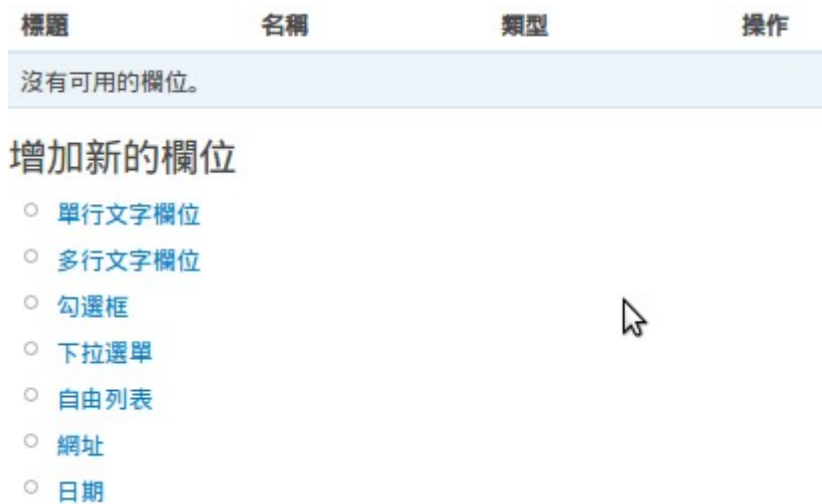 標題 名稱 類型 操作
沒有可用的欄位。
增加新的欄位
單行文字欄位
多行文字欄位
勾選框
下拉選單
自由列表
網址
日期